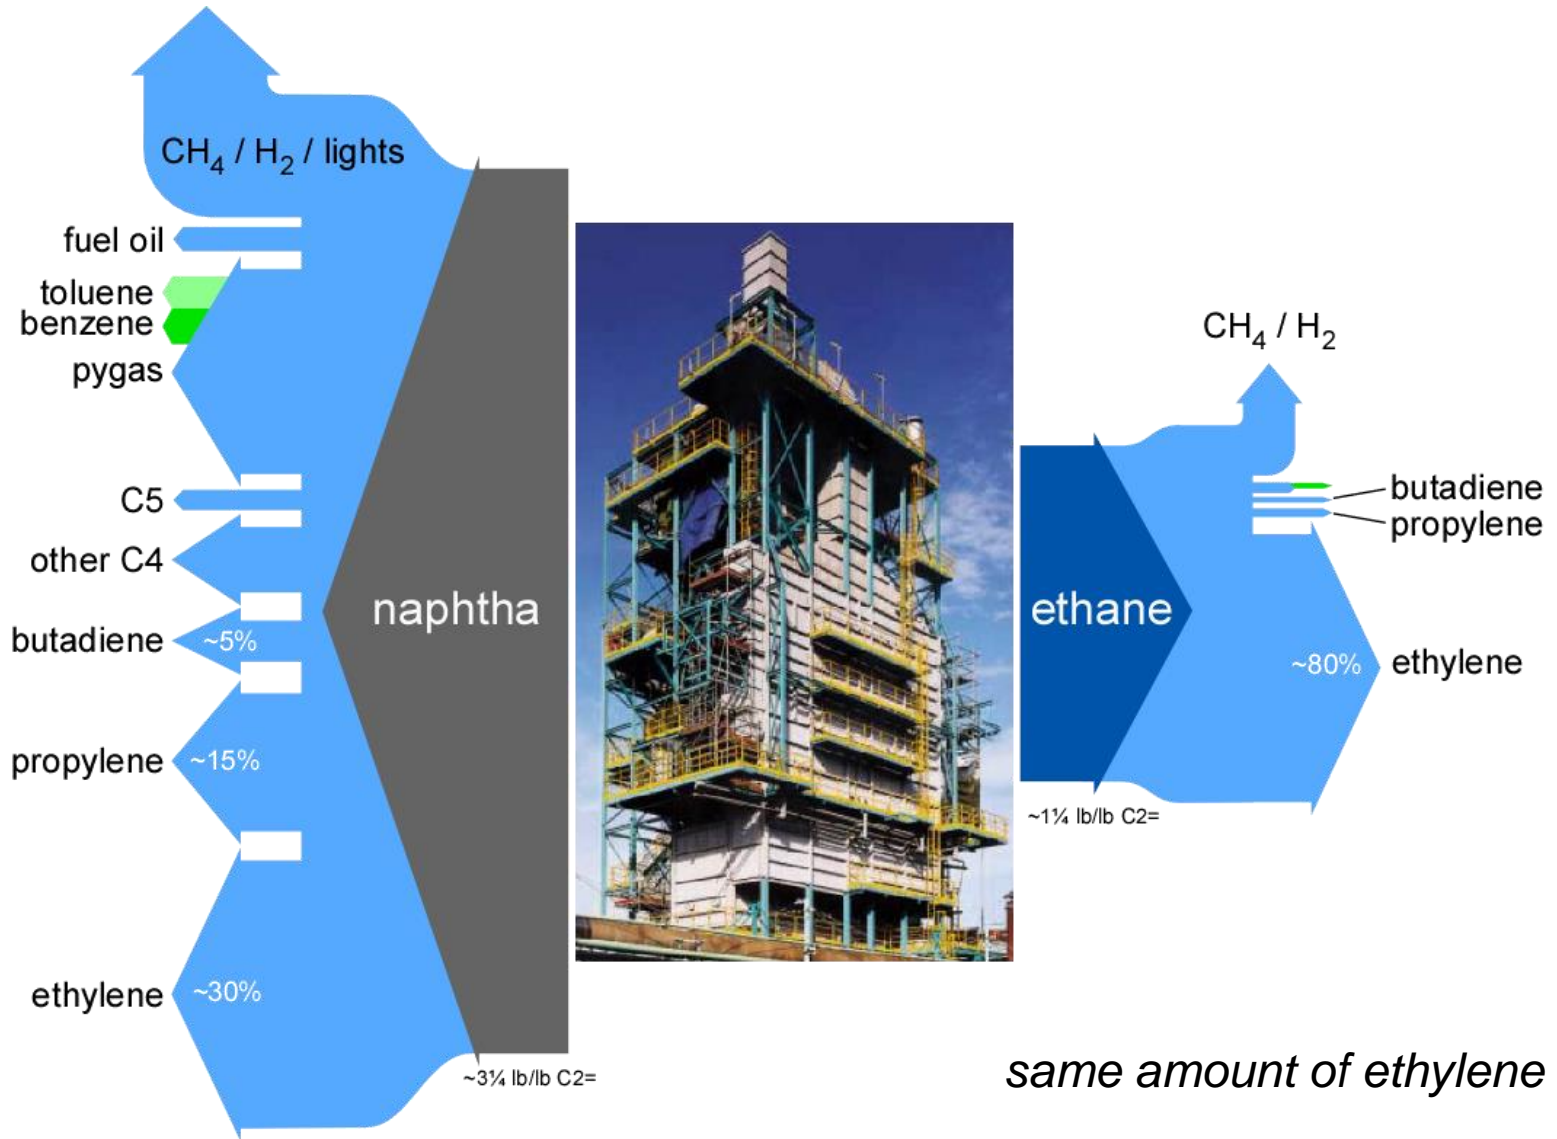 CH4 / H2 / lights
fuel oil
toluene
benzene
pygas
C5
other C4
butadiene
~5%
propylene
~15%
ethylene
~30%
naphtha
~3¼ lb/lb C2=
ethane
~1¼ lb/lb C2=
CH4 / H2
butadiene
propylene
~80%
ethylene
same amount of ethylene